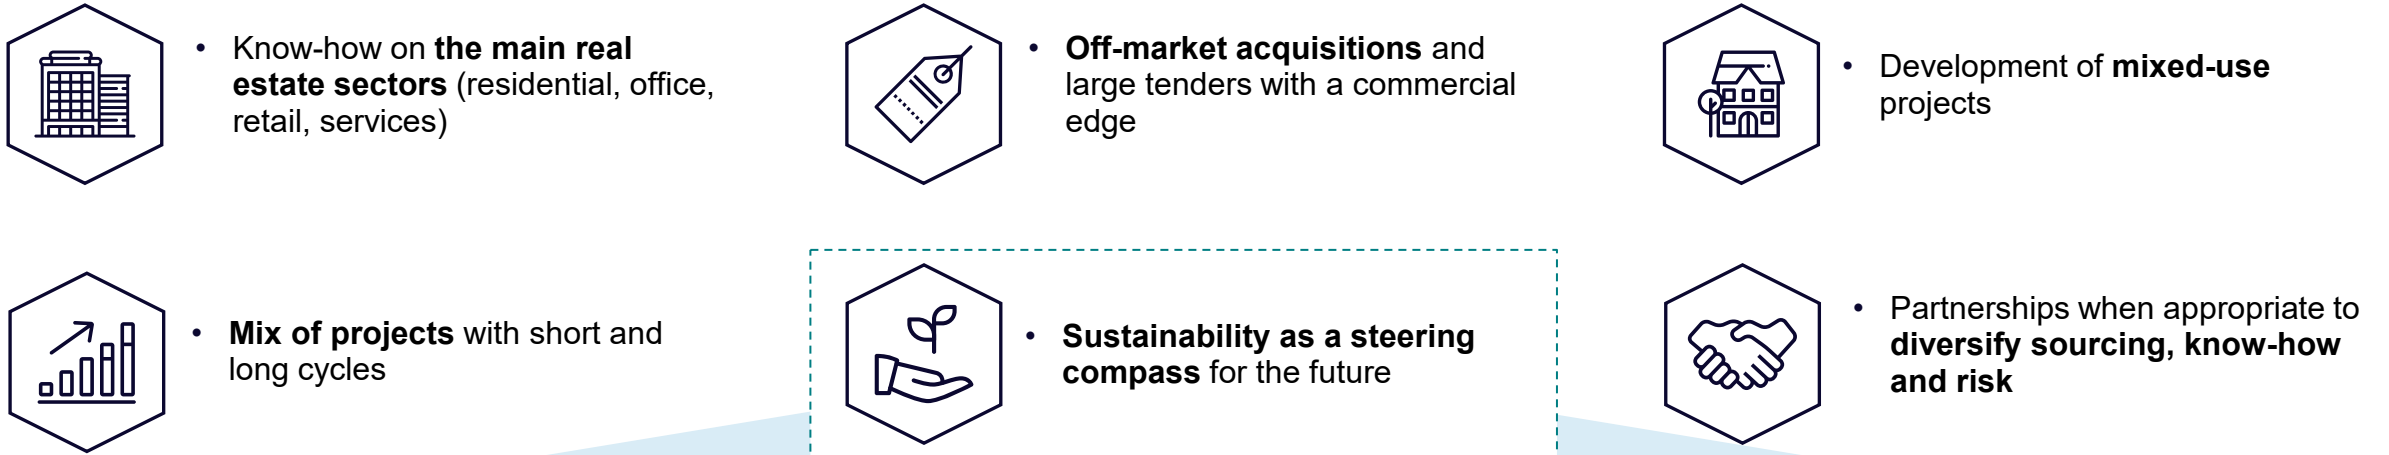 • Know-how on the main real
estate sectors (residential, office,
retail, services)
• Off-market acquisitions and
large tenders with a commercial
edge
• Development of mixed-use
projects
• Mix of projects with short and
long cycles
• Sustainability as a steering
compass for the future
• Partnerships when appropriate to
diversify sourcing, know-how
and risk